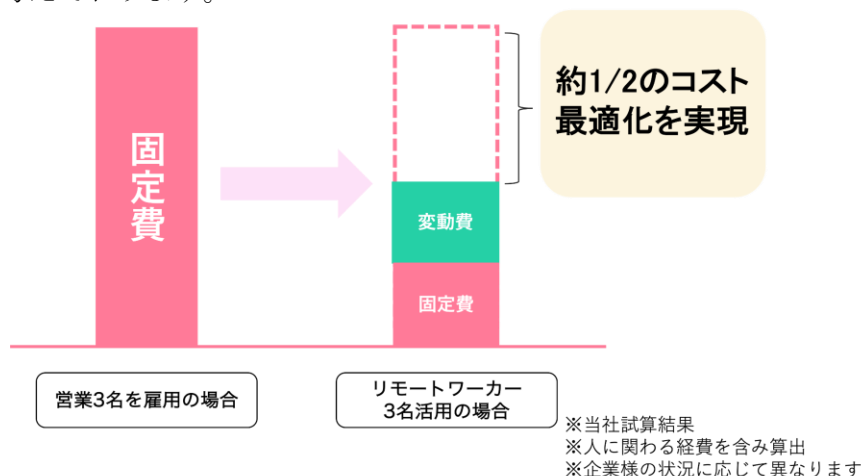 約1/2のコスト
最適化を実現
固定費
変動費
固定費
営業3名を雇用の場合
リモートワーカー
3名活用の場合
※当社試算結果
※人に関わる経費を含み算出
※企業様の状況に応じて異なります